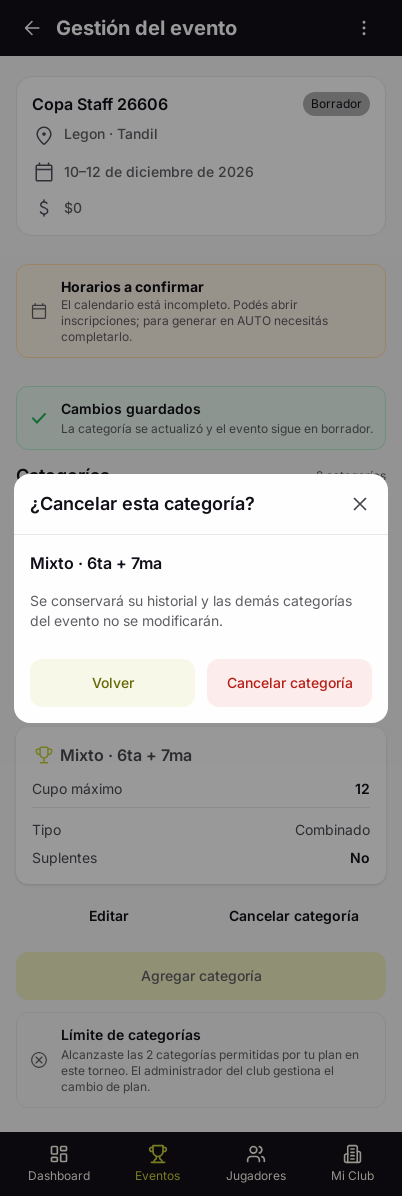 Gestión del evento
Copa Staff 26606
Borrador
Legon · Tandil
10–12 de diciembre de 2026
$0
Horarios a confirmar
El calendario está incompleto. Podés abrir
inscripciones; para generar en AUTO necesitás
completarlo.
Cambios guardados
La categoría se actualizó y el evento sigue en borrador.
¿Cancelar esta categoría?
Mixto · 6ta + 7ma
Se conservará su historial y las demás categorías
del evento no se modificarán.
Volver
Cancelar categoría
Mixto · 6ta + 7ma
Cupo máximo
12
Tipo
Combinado
Suplentes
No
Editar
Cancelar categoría
Agregar categoría
Límite de categorías
Alcanzaste las 2 categorías permitidas por tu plan en
este torneo. El administrador del club gestiona el
cambio de plan.
Dashboard
Eventos
Jugadores
Mi Club